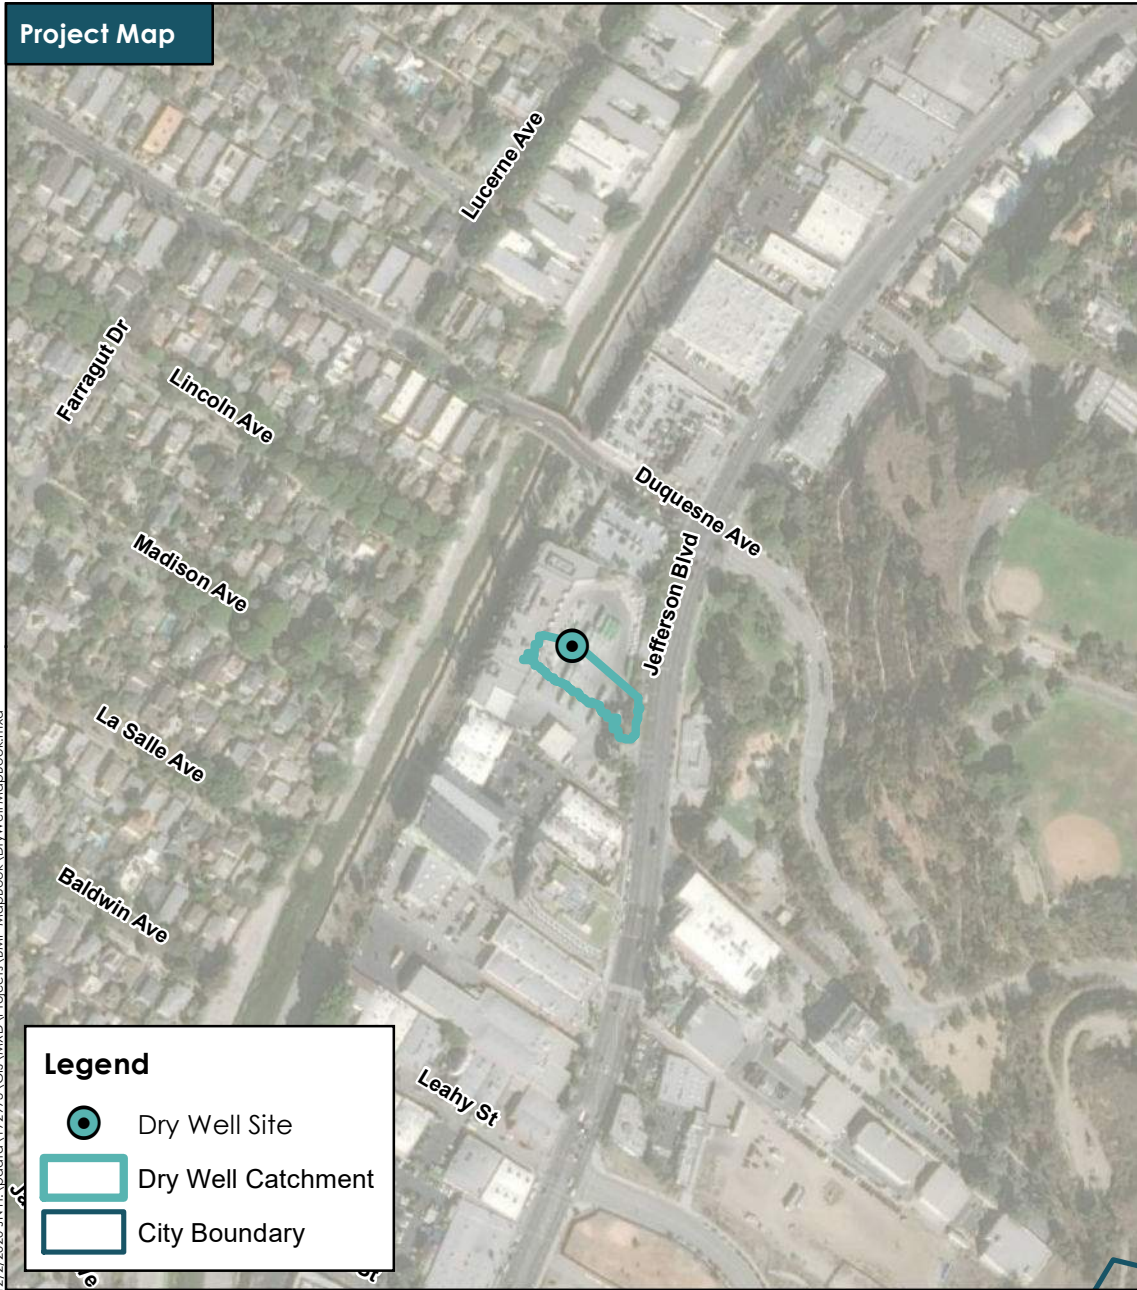 Project Map
Lucerne Ave
Farragut Dr
Lincoln Ave
Duquesne Ave
Madison Ave
Jefferson Blvd
La Salle Ave
Baldwin Ave
Leahy St
Legend
Dry Well Site
Dry Well Catchment
City Boundary